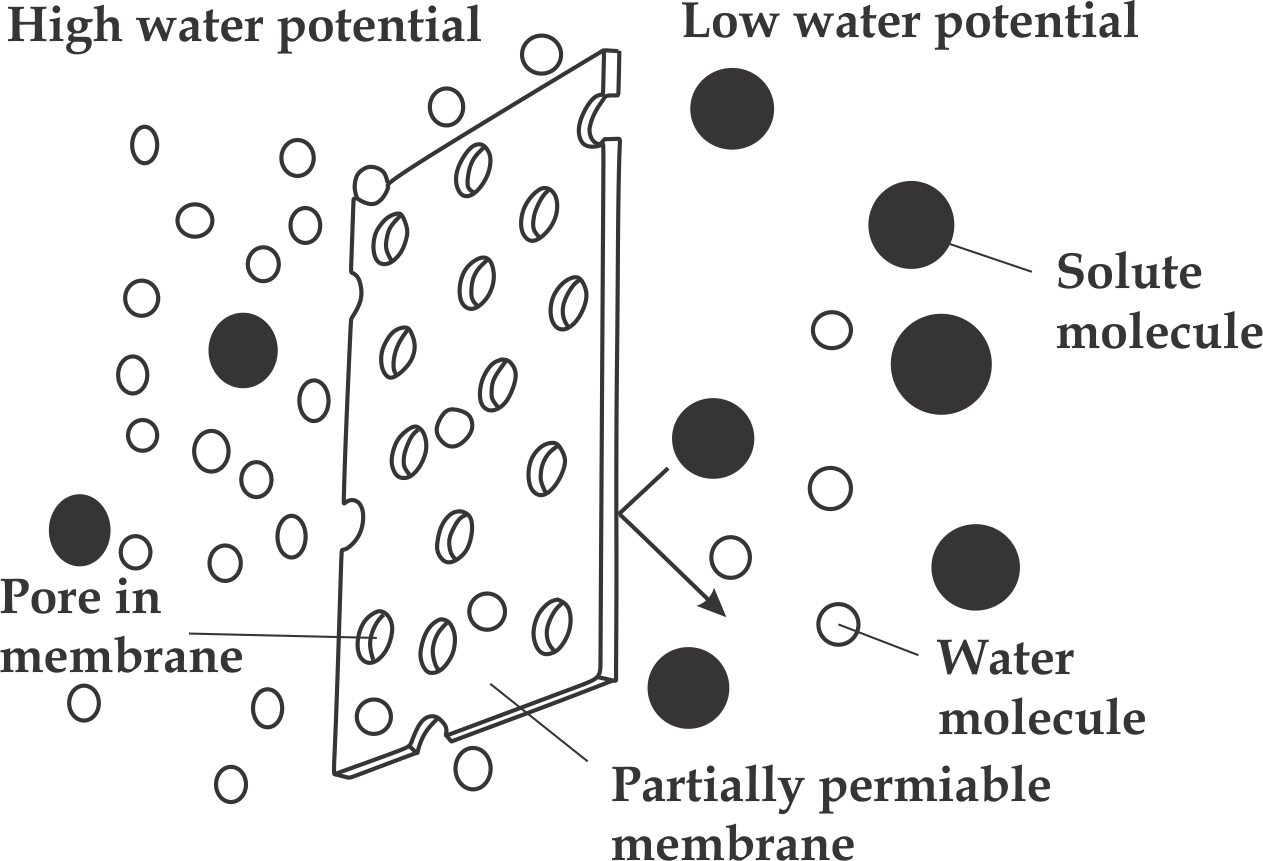 High water potential
Low water potential
Solute
molecule
Pore in
membrane
Water
molecule
Partially permiable
membrane